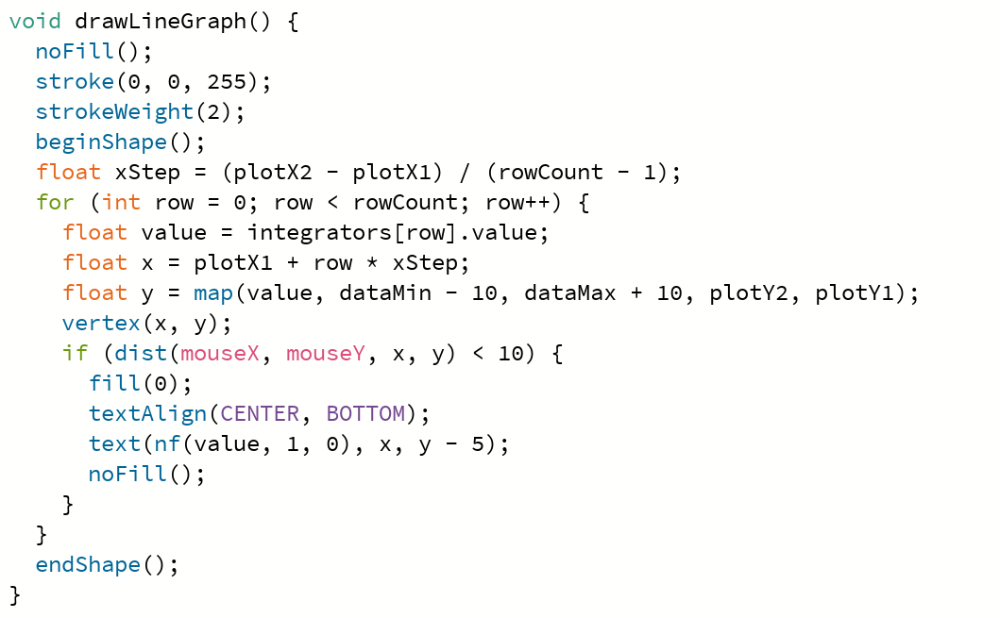 void drawLineGraph() {
  noFill();
  stroke(0, 0, 255);
  strokeWeight(2);
  beginShape();
  float xStep = (plotX2 - plotX1) / (rowCount - 1);
  for (int row = 0; row < rowCount; row++) {
    float value = integrators[row].value;
    float x = plotX1 + row * xStep;
    float y = map(value, dataMin - 10, dataMax + 10, plotY2, plotY1);
    vertex(x, y);
    if (dist(mouseX, mouseY, x, y) < 10) {
      fill(0);
      textAlign(CENTER, BOTTOM);
      text(nf(value, 1, 0), x, y - 5);
      noFill();
    }
  }
  endShape();
}